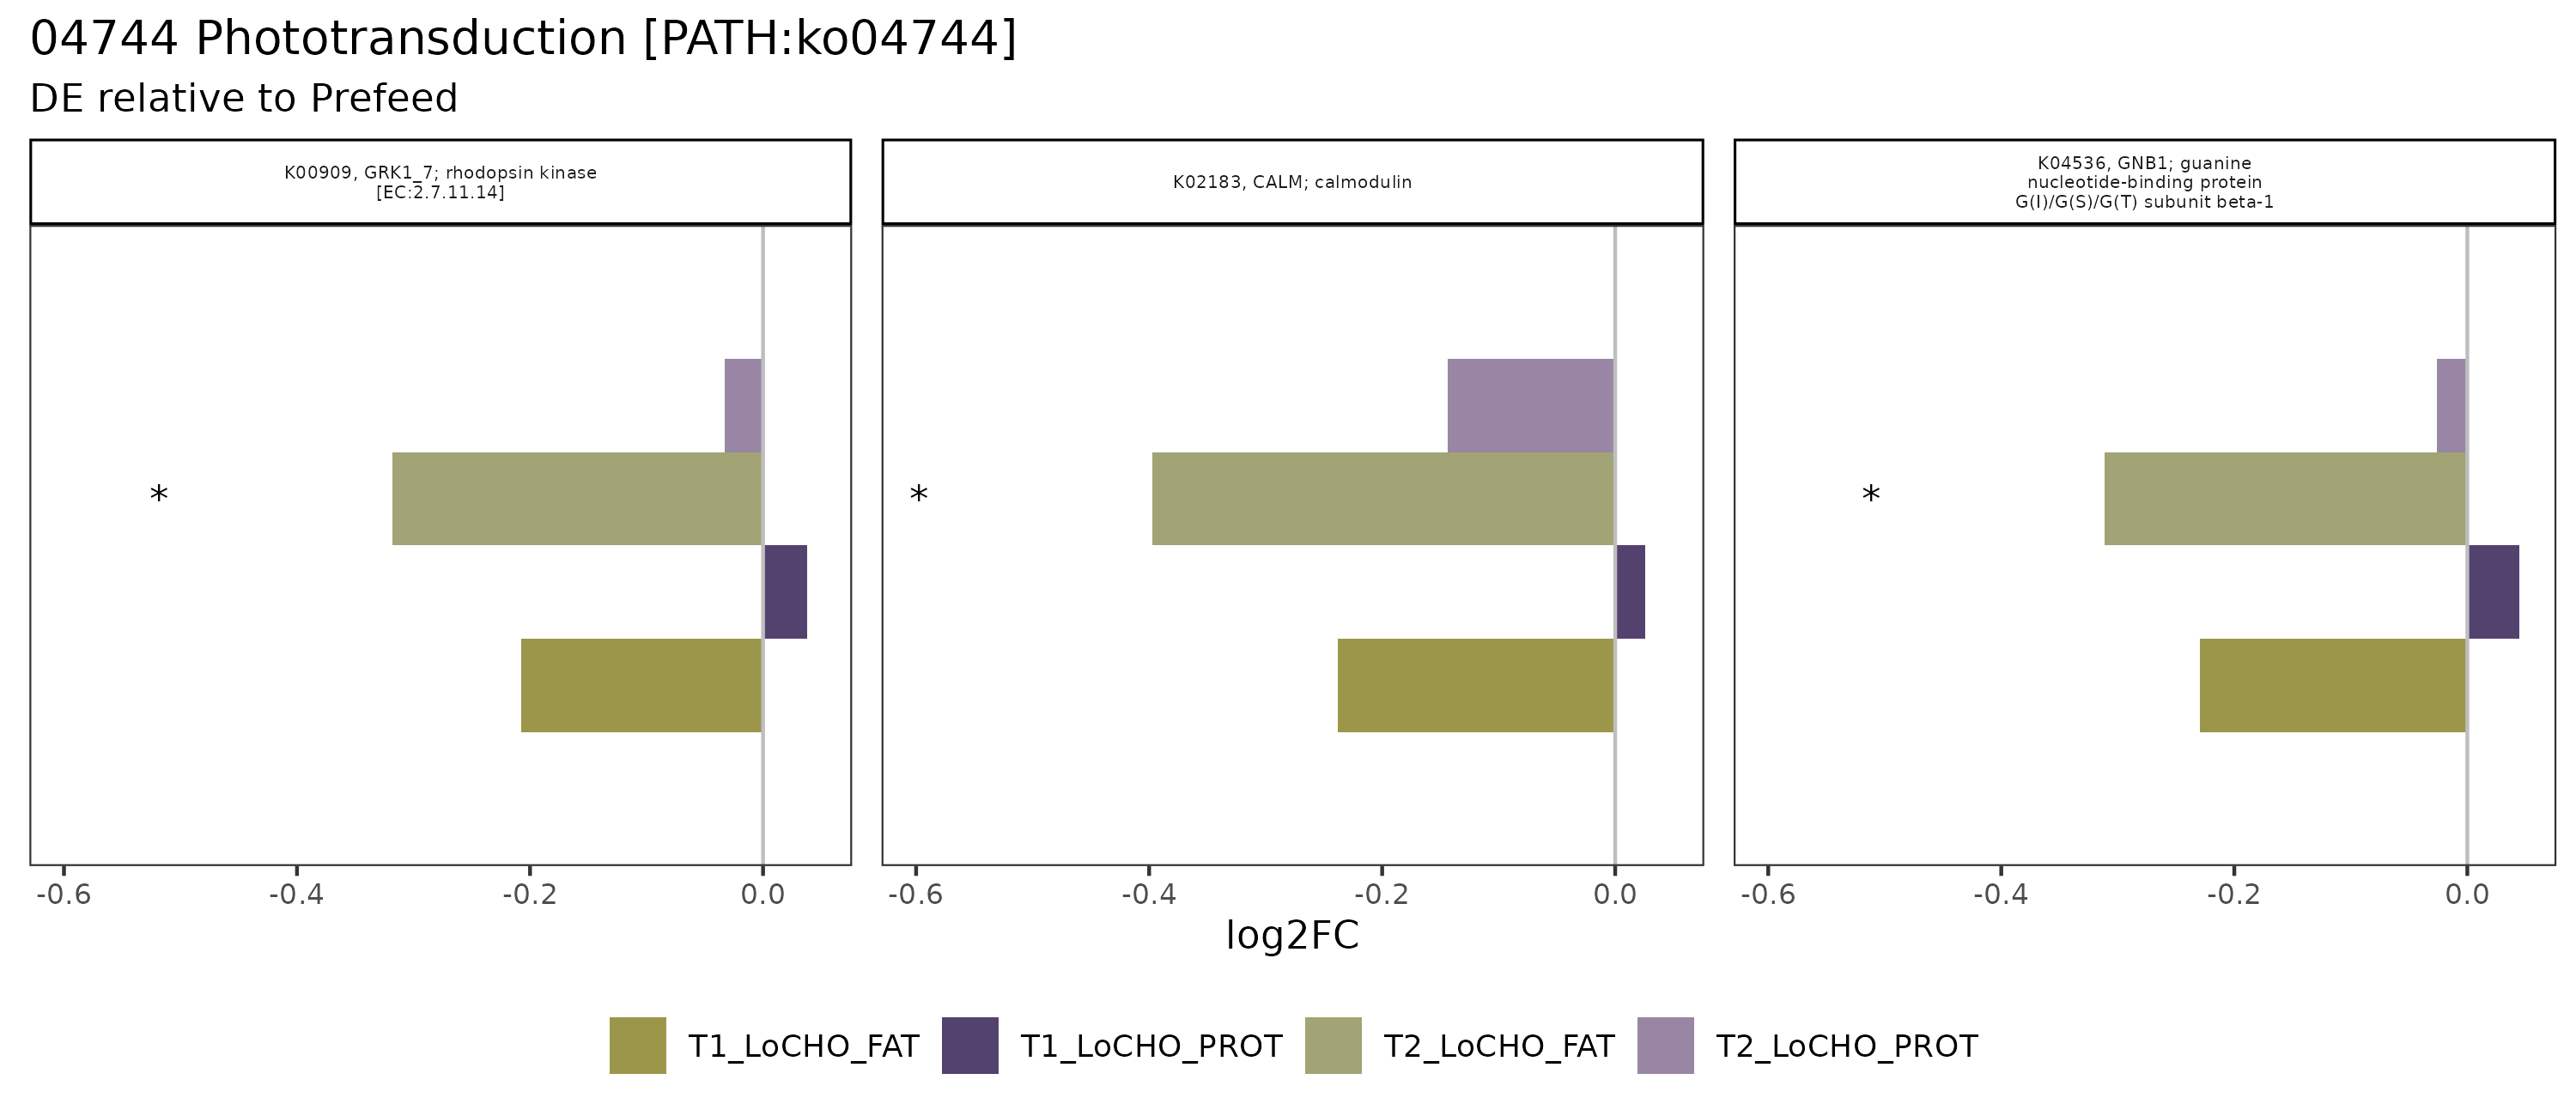 04744 Phototransduction [PATH:ko04744]
DE relative to Prefeed
K00909, GRK1_7; rhodopsin kinase
[EC:2.7.11.14]
K02183, CALM; calmodulin
K04536, GNB1; guanine
nucleotide-binding protein
G(I)/G(S)/G(T) subunit beta-1
*
*
*
-0.6 -0.4 -0.2 0.0
-0.6 -0.4 -0.2 0.0
-0.6 -0.4 -0.2 0.0
log2FC
T1_LoCHO_FAT T1_LoCHO_PROT T2_LoCHO_FAT T2_LoCHO_PROT